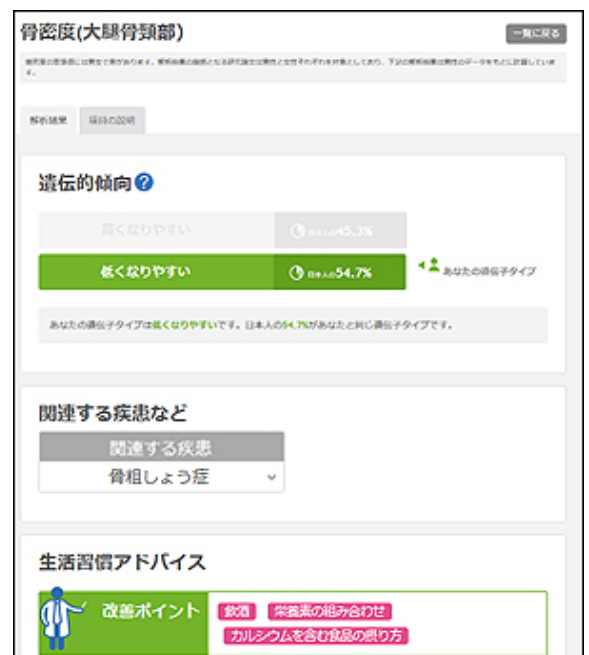 骨密度(大腿骨頚部)
一覧に戻る
解析結果
項目の説明
遺伝的傾向?
高くなりやすい
日本人の45.3%
低くなりやすい
日本人の54.7%
あなたの遺伝子タイプ
あなたの遺伝子タイプは低くなりやすいです。日本人の54.7%があなたと同じ遺伝子タイプです。
関連する疾患など
関連する疾患
骨粗しょう症
生活習慣アドバイス
改善ポイント
飲酒
栄養素の組み合わせ
カルシウムを含む食品の摂り方